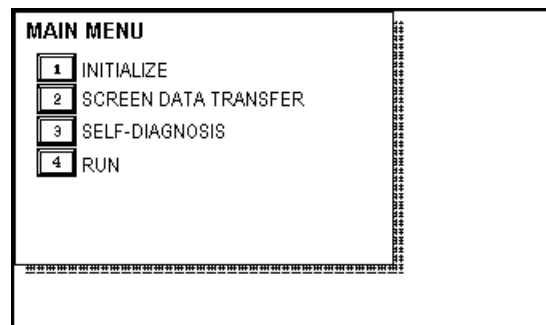 MAIN MENU
1 INITIALIZE
2 SCREEN DATA TRANSFER
3 SELF-DIAGNOSIS
4 RUN